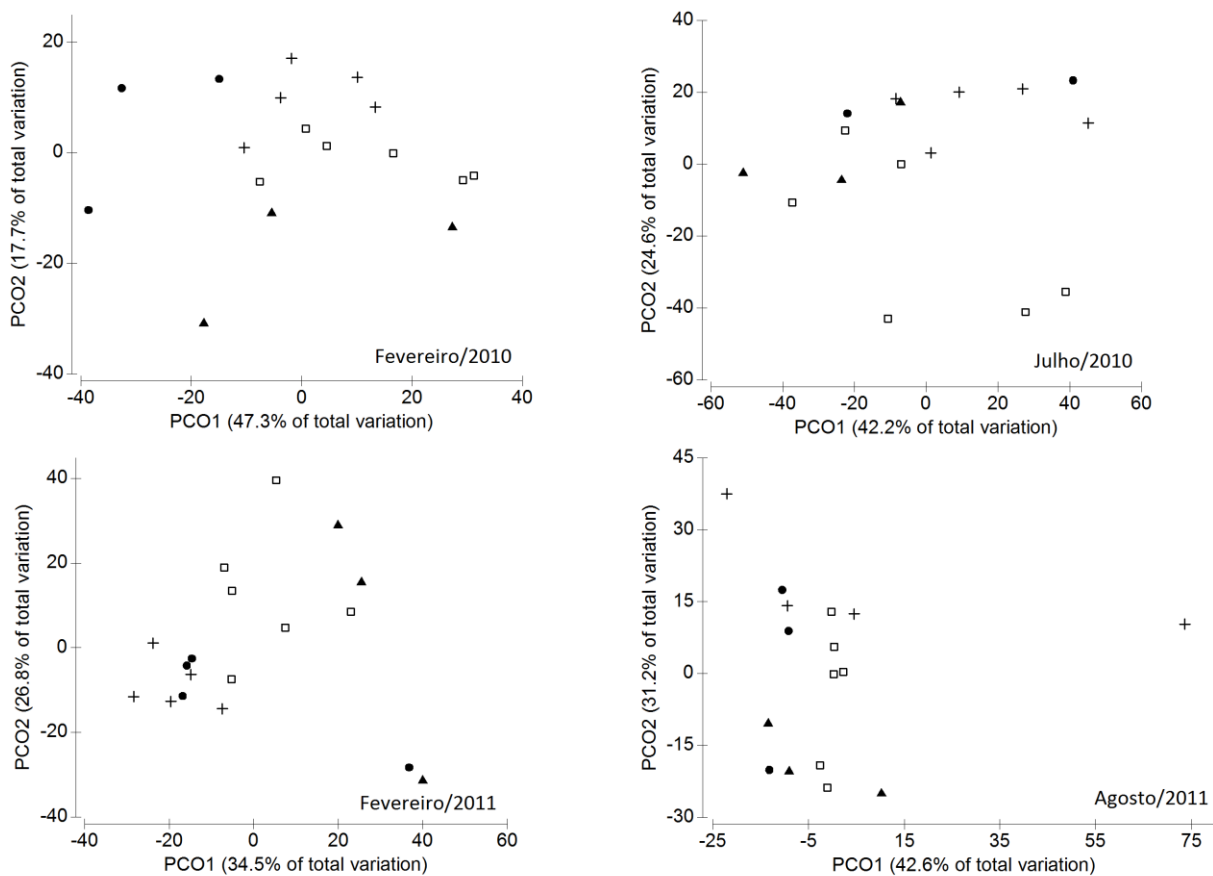 20
0
-20
-40
PCO2 (17.7% of total variation)
Fevereiro/2010
-40 -20 0 20 40
PCO1 (47.3% of total variation)
40
20
0
-20
-40
-60
PCO2 (24.6% of total variation)
Julho/2010
-60 -40 -20 0 20 40 60
PCO1 (42.2% of total variation)
40
20
0
-20
-40
PCO2 (26.8% of total variation)
Fevereiro/2011
-40 -20 0 20 40 60
PCO1 (34.5% of total variation)
45
30
15
0
-15
-30
PCO2 (31.2% of total variation)
Agosto/2011
-25 -5 15 35 55 75
PCO1 (42.6% of total variation)